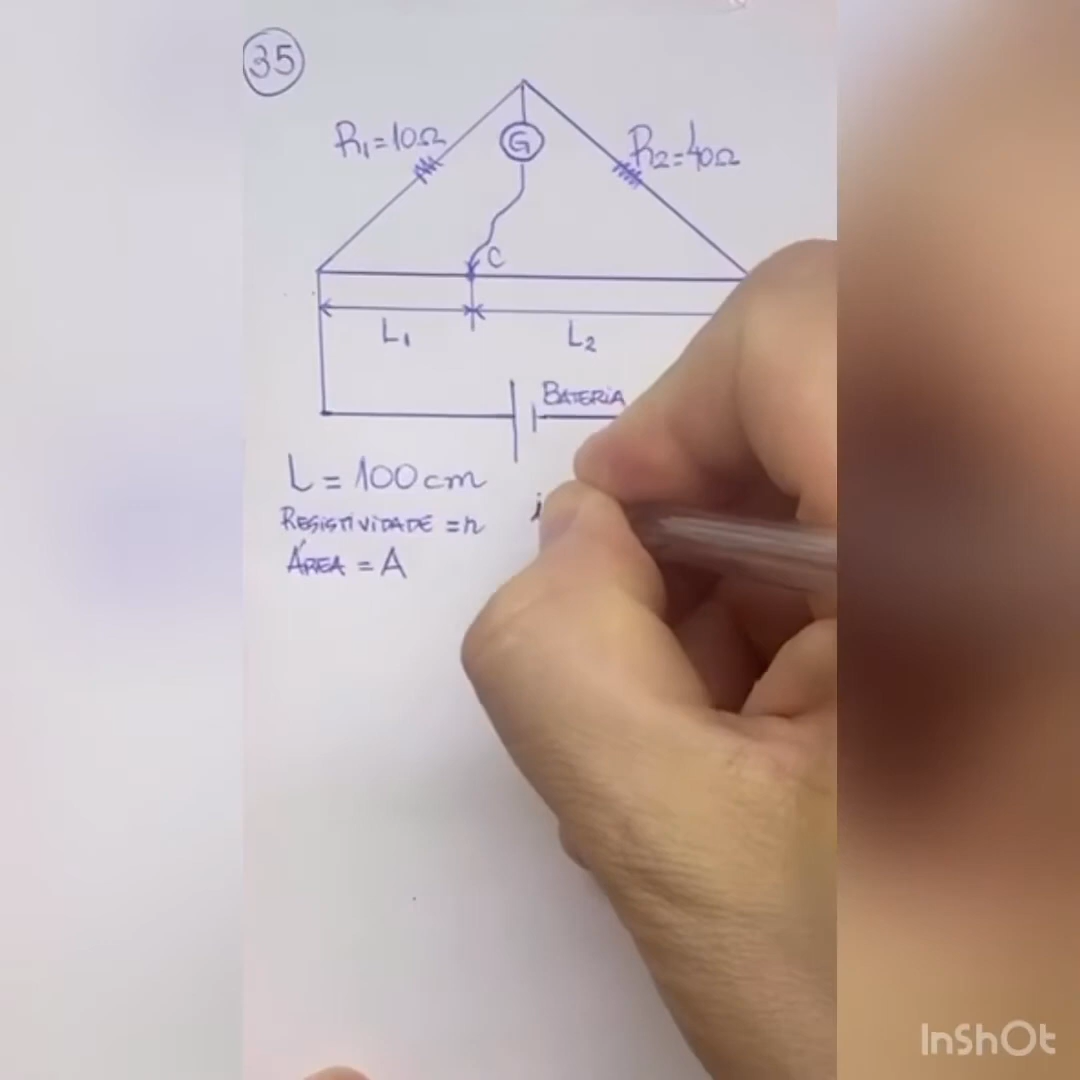 35
R₁=10Ω
G
R₂=40Ω
C
L₁
L₂
BATERIA
L = 100cm
RESISTIVIDADE = r
ÁREA = A
i
InShOt